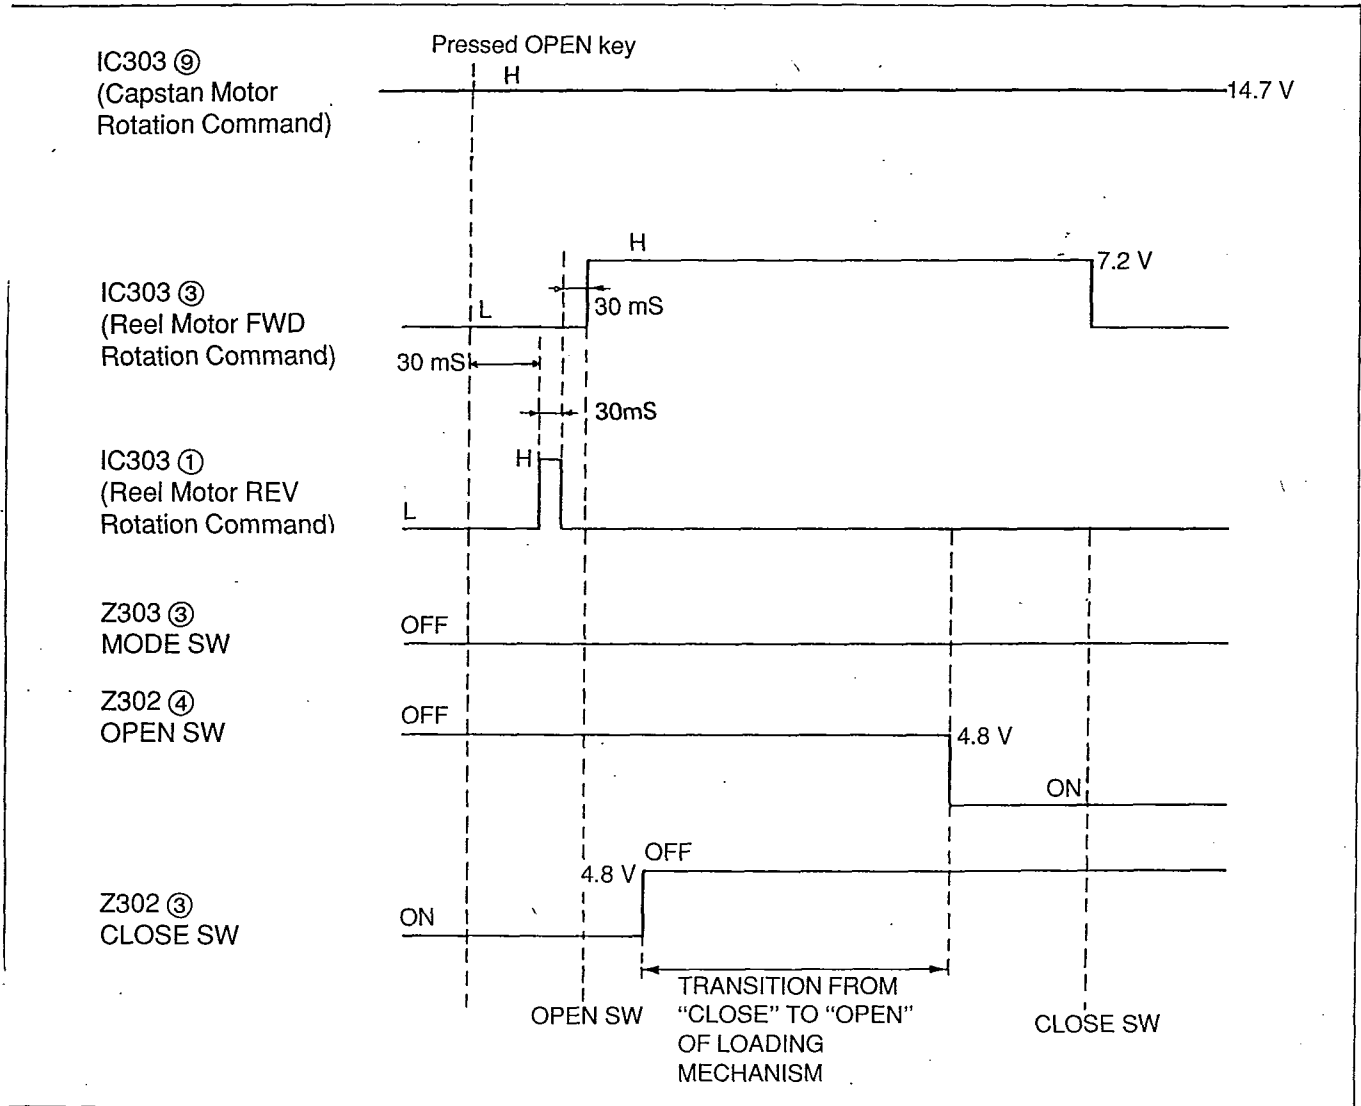 Pressed OPEN key
IC303 ⑨
(Capstan Motor
Rotation Command)
H
14.7 V
IC303 ③
(Reel Motor FWD
Rotation Command)
H
7.2 V
L
30 mS
30 mS
30mS
IC303 ①
(Reel Motor REV
Rotation Command)
H
L
Z303 ③
MODE SW
OFF
Z302 ④
OPEN SW
OFF
4.8 V
ON
Z302 ③
CLOSE SW
OFF
4.8 V
ON
OPEN SW
TRANSITION FROM
“CLOSE” TO “OPEN”
OF LOADING
MECHANISM
CLOSE SW